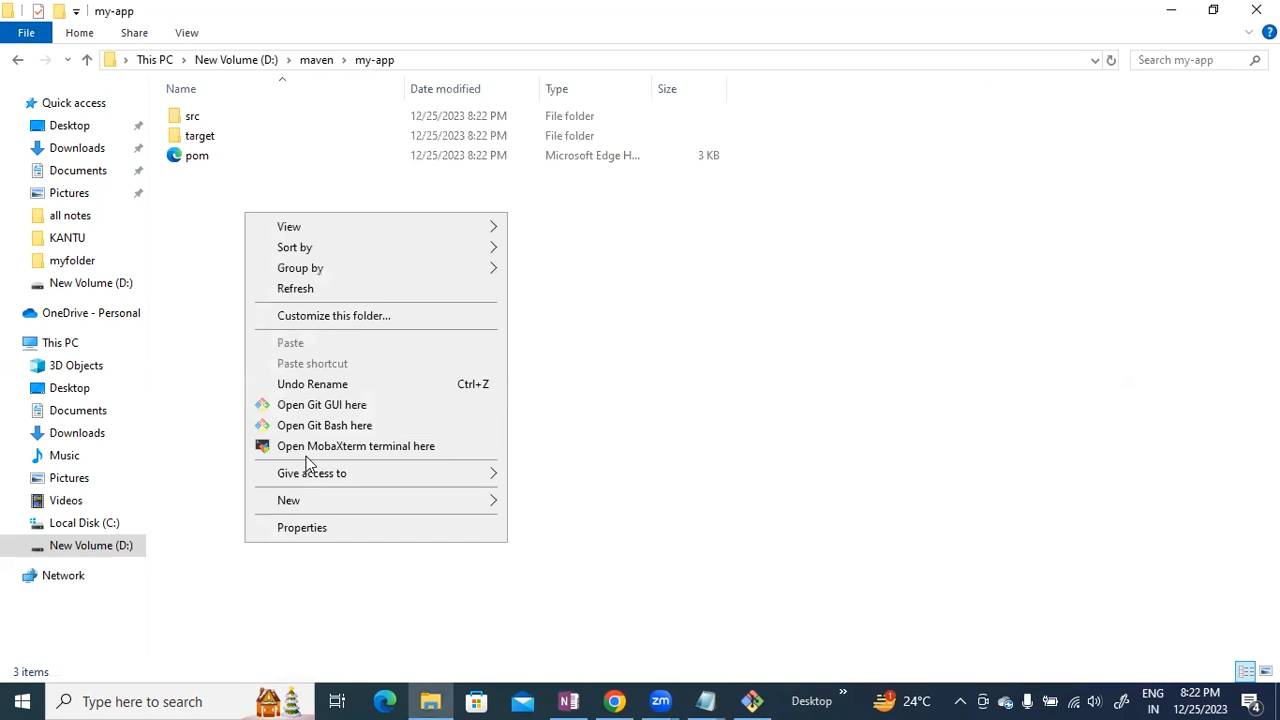 my-app
File
Home
Share
View
This PC
New Volume (D:)
maven
my-app
Search my-app
Name
Date modified
Type
Size
src
12/25/2023 8:22 PM
File folder
target
12/25/2023 8:22 PM
File folder
pom
12/25/2023 8:22 PM
Microsoft Edge H...
3 KB
Quick access
Desktop
Downloads
Documents
Pictures
all notes
KANTU
myfolder
New Volume (D:)
OneDrive - Personal
This PC
3D Objects
Desktop
Documents
Downloads
Music
Pictures
Videos
Local Disk (C:)
New Volume (D:)
Network
View
Sort by
Group by
Refresh
Customize this folder...
Paste
Paste shortcut
Undo Rename Ctrl+Z
Open Git GUI here
Open Git Bash here
Open MobaXterm terminal here
Give access to
New
Properties
3 items
Type here to search
zm
Desktop
1
24°C
ENG
IN
8:22 PM
12/25/2023
4